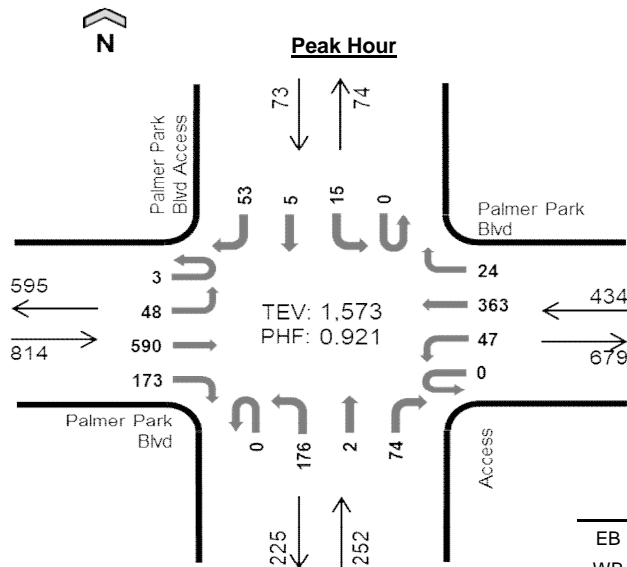 N
Peak Hour
73
74
Palmer Park
Blvd Access
53
5
15
0
Palmer Park
Blvd
3
48
590
173
595
814
TEV: 1,573
PHF: 0.921
24
363
47
0
434
679
Palmer Park
Blvd
0
176
2
74
Access
225
252
EB
WB